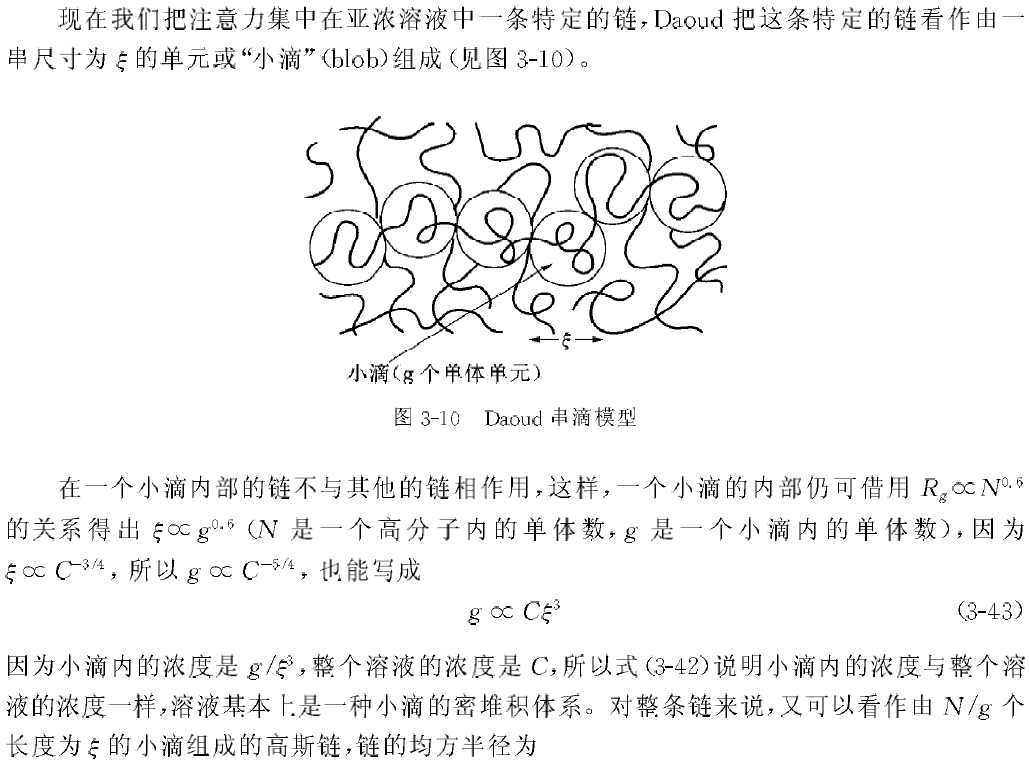 现在我们把注意力集中在亚浓溶液中一条特定的链,Daoud 把这条特定的链看作由一
串尺寸为 ξ 的单元或“小滴”(blob)组成(见图 3-10)。
ξ
小滴(g 个单体单元)
图 3-10 Daoud 串滴模型
在一个小滴内部的链不与其他的链相作用,这样,一个小滴的内部仍可借用 R_g∝N^0.6
的关系得出 ξ∝g^0.6 (N 是一个高分子内的单体数,g 是一个小滴内的单体数),因为
ξ∝ C^-3/4, 所以 g ∝ C^-5/4, 也能写成
g ∝ Cξ^3 (3-43)
因为小滴内的浓度是 g/ξ^3,整个溶液的浓度是 C,所以式(3-42)说明小滴内的浓度与整个溶
液的浓度一样,溶液基本上是一种小滴的密堆积体系。对整条链来说,又可以看作由 N/g 个
长度为 ξ 的小滴组成的高斯链,链的均方半径为